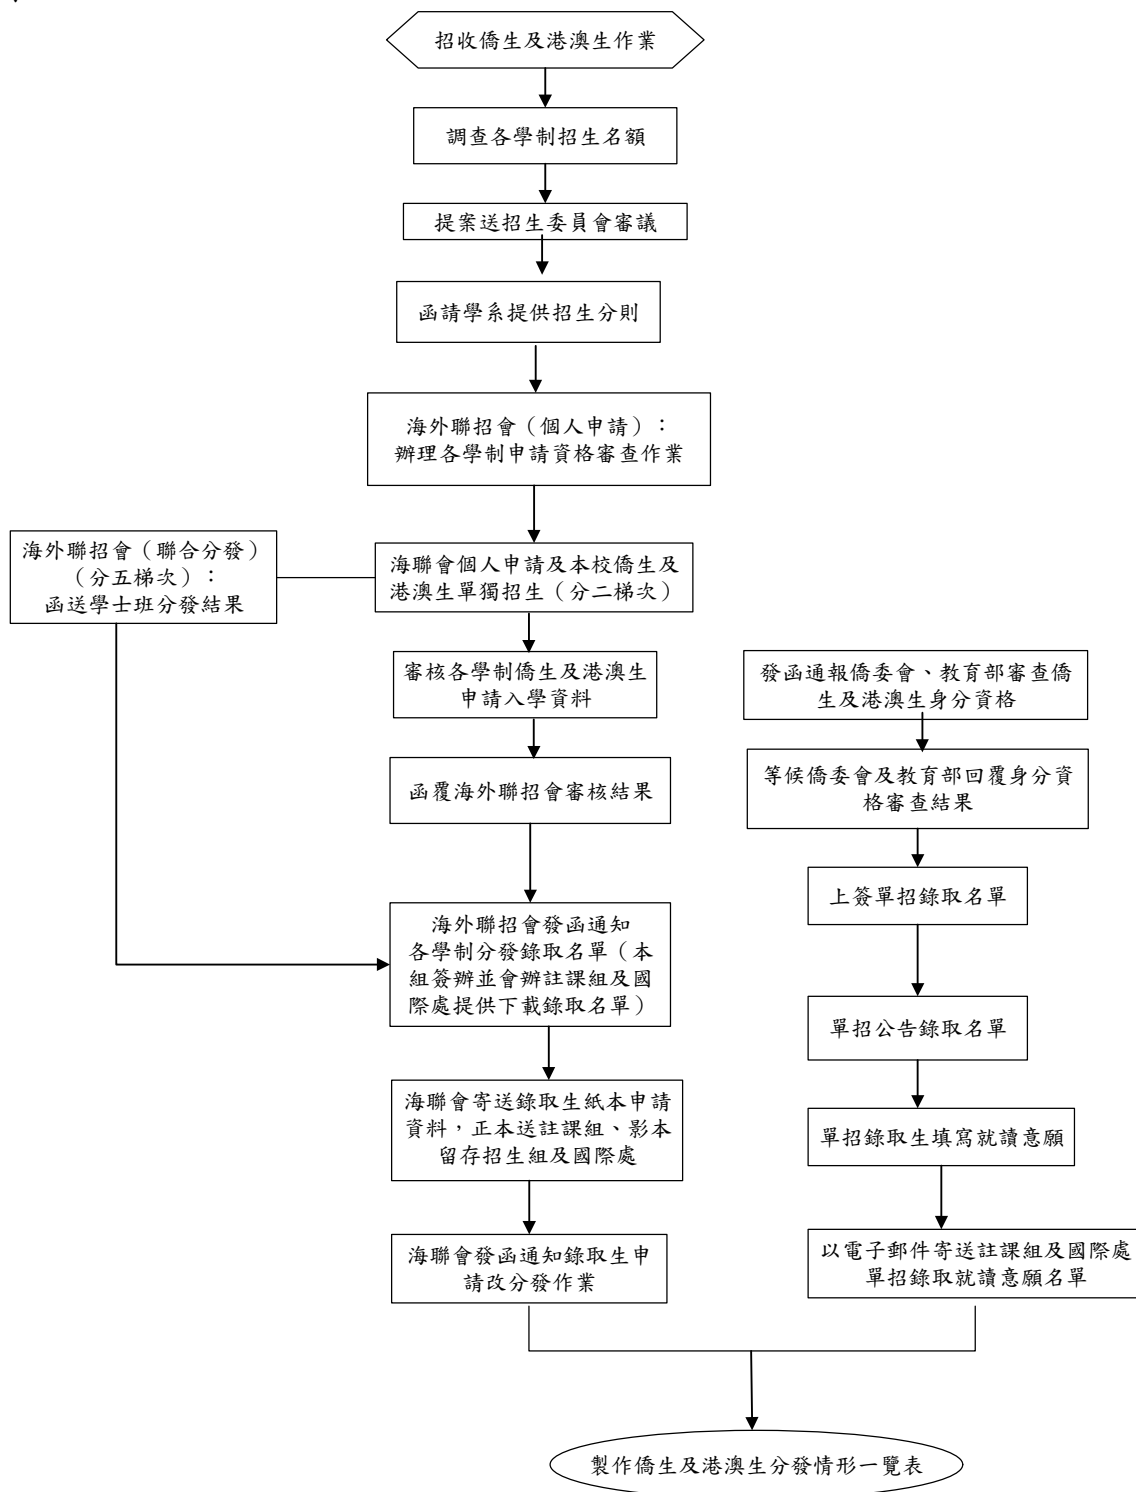 招收僑生及港澳生作業
調查各學制招生名額
提案送招生委員會審議
函請學系提供招生分則
海外聯招會（個人申請）：
辦理各學制申請資格審查作業
海外聯招會（聯合分發）
（分五梯次）：
函送學士班分發結果
海聯會個人申請及本校僑生及
港澳生單獨招生（分二梯次）
審核各學制僑生及港澳生
申請入學資料
函覆海外聯招會審核結果
海外聯招會發函通知
各學制分發錄取名單（本
組簽辦並會辦註課組及國
際處提供下載錄取名單）
海聯會寄送錄取生紙本申請
資料，正本送註課組、影本
留存招生組及國際處
海聯會發函通知錄取生申
請改分發作業
發函通報僑委會、教育部審查僑
生及港澳生身分資格
等候僑委會及教育部回覆身分資
格審查結果
上簽單招錄取名單
單招公告錄取名單
單招錄取生填寫就讀意願
以電子郵件寄送註課組及國際處
單招錄取就讀意願名單
製作僑生及港澳生分發情形一覽表